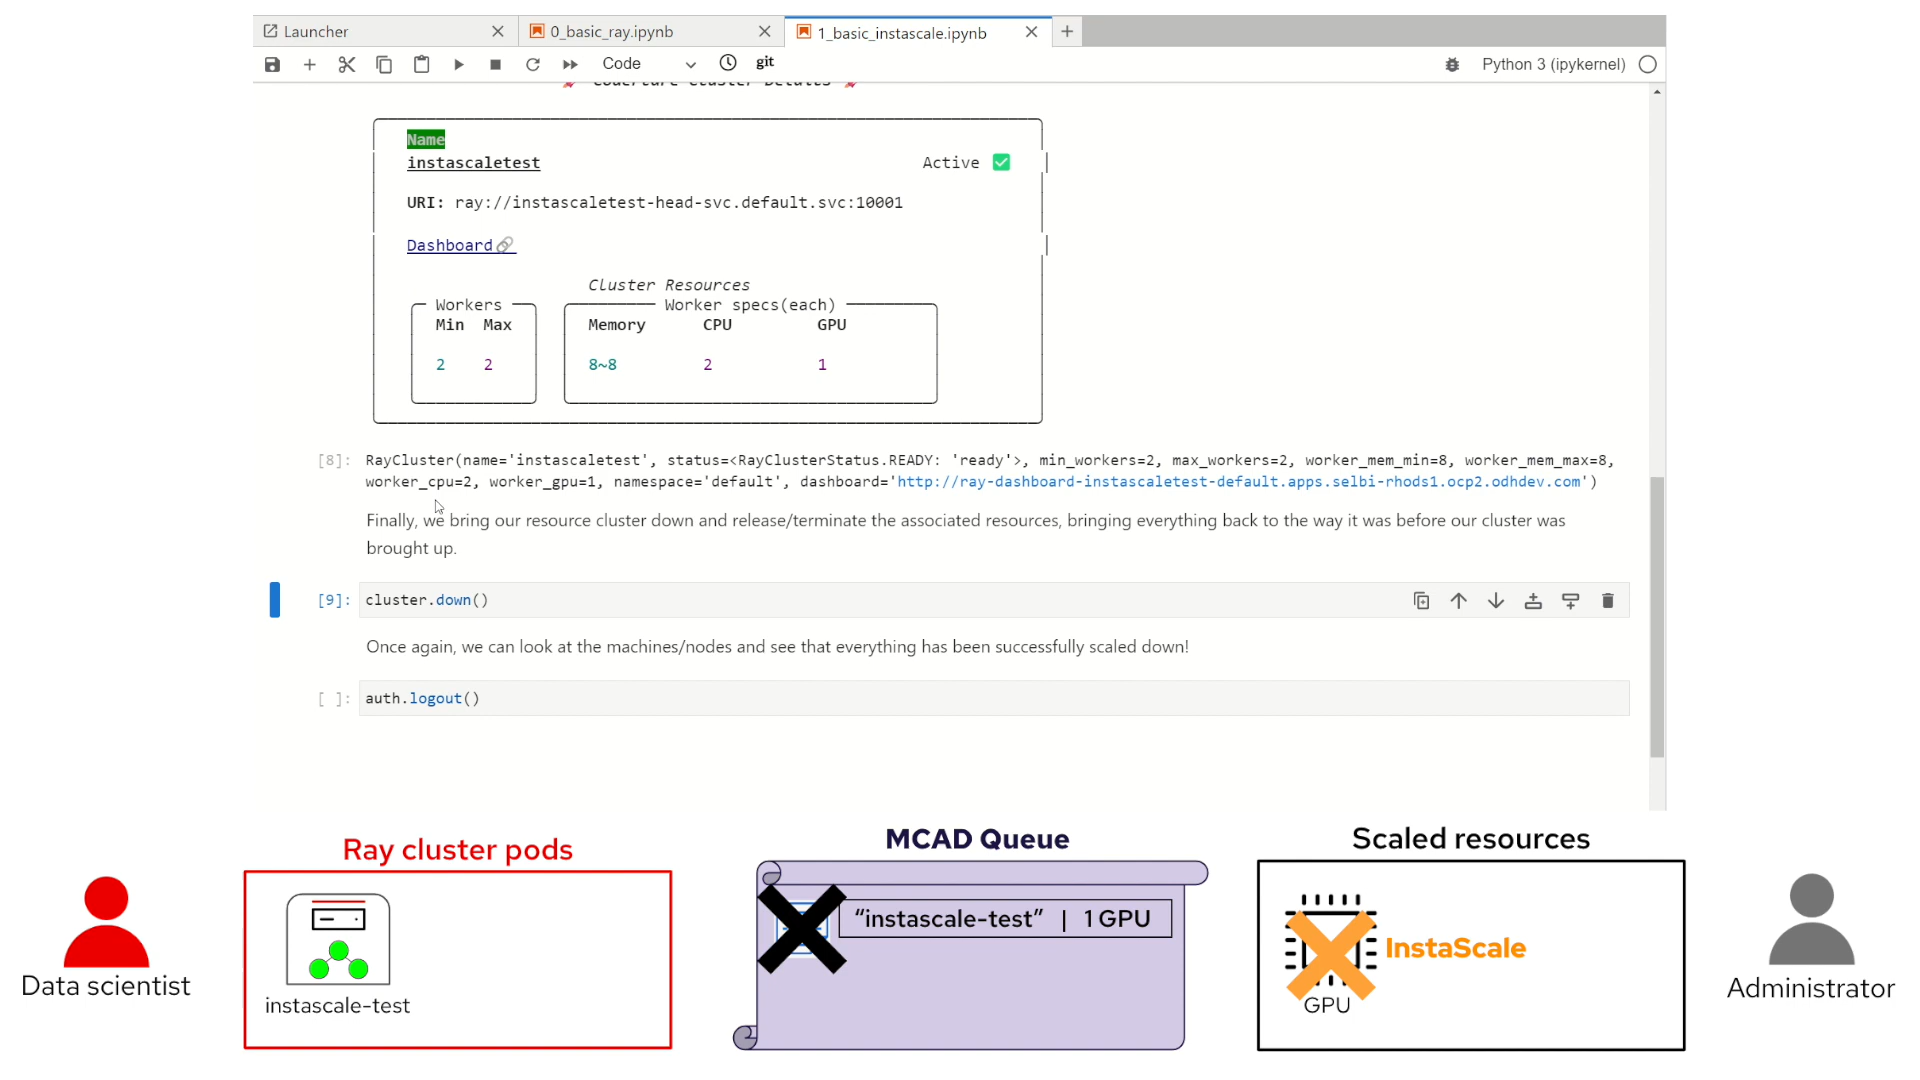 Launcher
0_basic_ray.ipynb
1_basic_instascale.ipynb
Code
git
Python 3 (ipykernel)
Codeflare Cluster Details
Name
instascaletest Active
URI: ray://instascaletest-head-svc.default.svc:10001
Dashboard
Cluster Resources
Workers Worker specs(each)
Min Max Memory CPU GPU
2 2 8~8 2 1
[8]: RayCluster(name='instascaletest', status=<RayClusterStatus.READY: 'ready'>, min_workers=2, max_workers=2, worker_mem_min=8, worker_mem_max=8,
worker_cpu=2, worker_gpu=1, namespace='default', dashboard='http://ray-dashboard-instascaletest-default.apps.selbi-rhods1.ocp2.odhdev.com')
Finally, we bring our resource cluster down and release/terminate the associated resources, bringing everything back to the way it was before our cluster was
brought up.
[9]: cluster.down()
Once again, we can look at the machines/nodes and see that everything has been successfully scaled down!
[ ]: auth.logout()
Data scientist
Ray cluster pods
instascale-test
MCAD Queue
“instascale-test” | 1 GPU
Scaled resources
InstaScale
GPU
Administrator